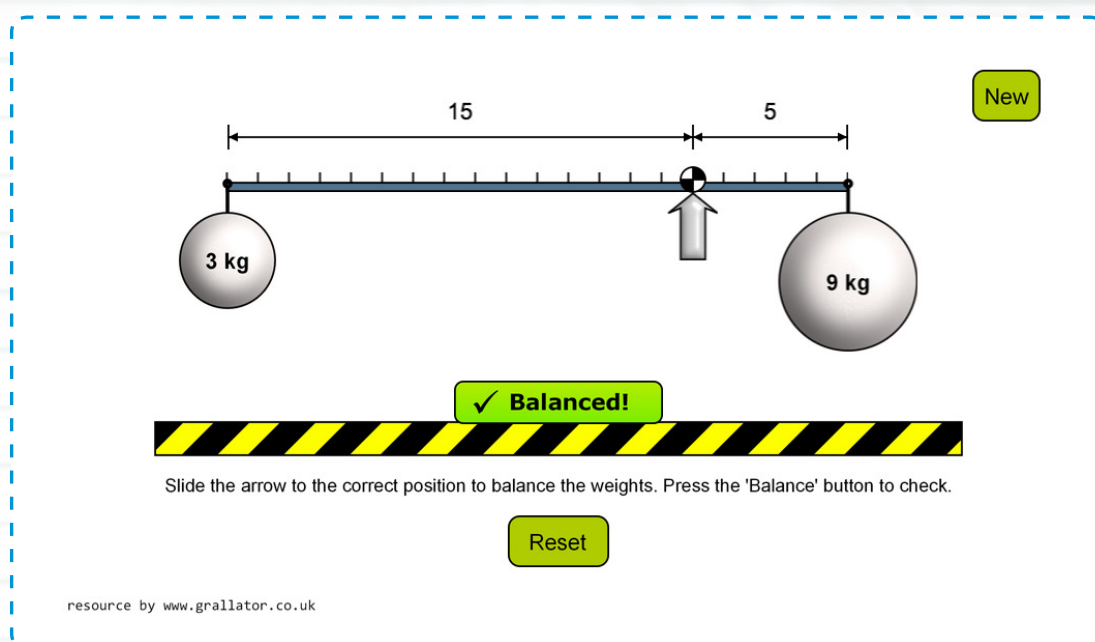 New
15 5
3 kg
9 kg
✓ Balanced!
Slide the arrow to the correct position to balance the weights. Press the 'Balance' button to check.
Reset
resource by www.grallator.co.uk